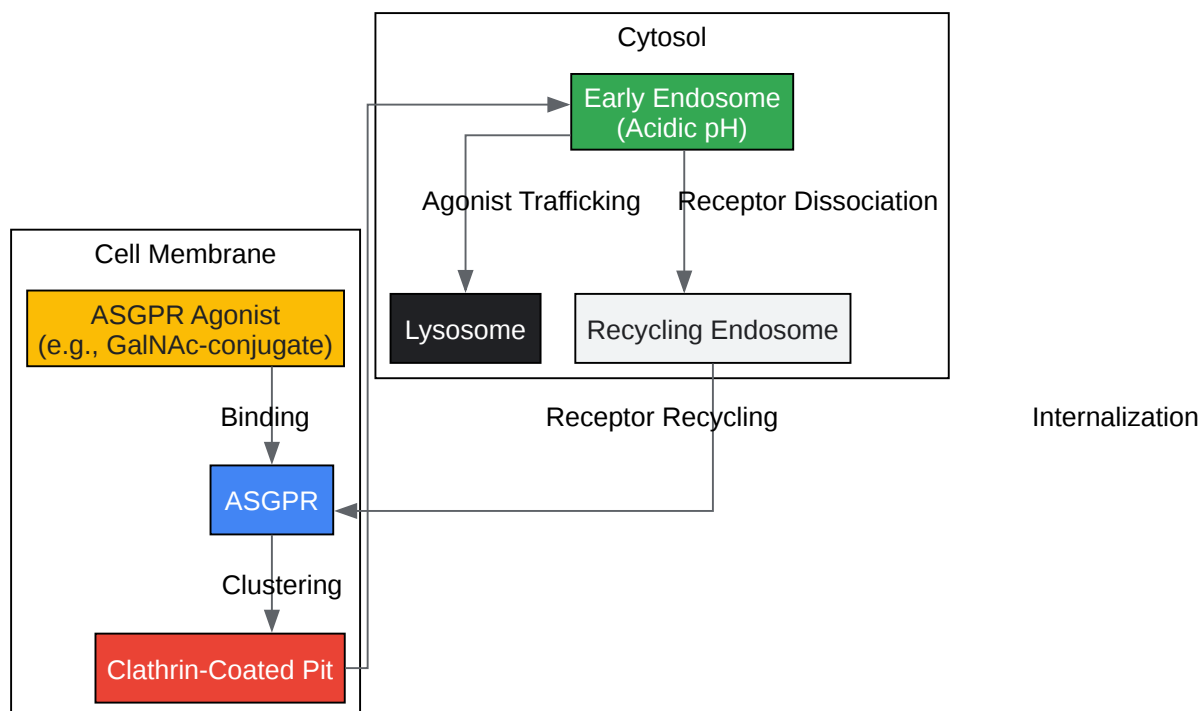 Cytosol
Early Endosome
(Acidic pH)
Agonist Trafficking
Receptor Dissociation
Cell Membrane
ASGPR Agonist
(e.g., GalNAc-conjugate)
Lysosome
Recycling Endosome
Binding
Receptor Recycling
Internalization
ASGPR
Clustering
Clathrin-Coated Pit